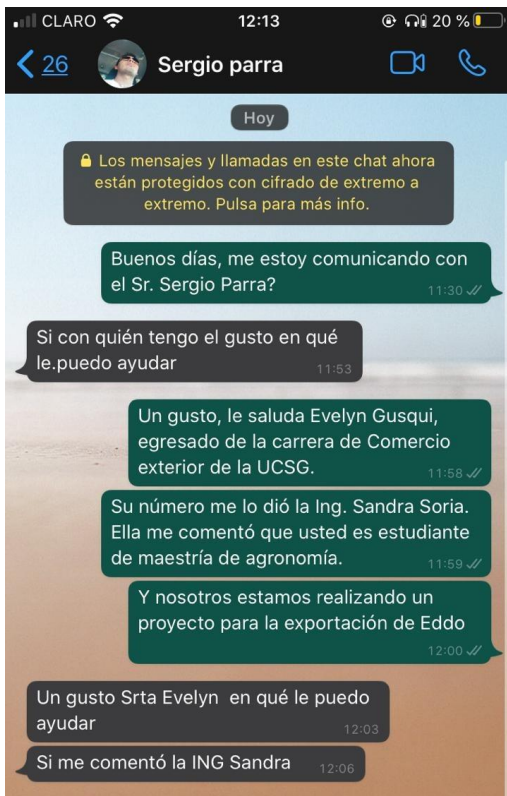 CLARO 12:13 20 %
26 Sergio parra
Hoy
Los mensajes y llamadas en este chat ahora
están protegidos con cifrado de extremo a
extremo. Pulsa para más info.
Buenos días, me estoy comunicando con
el Sr. Sergio Parra?
11:30
Si con quién tengo el gusto en qué
le.puedo ayudar
11:53
Un gusto, le saluda Evelyn Gusqui,
egresado de la carrera de Comercio
exterior de la UCSG.
11:58
Su número me lo dió la Ing. Sandra Soria.
Ella me comentó que usted es estudiante
de maestría de agronomía.
11:59
Y nosotros estamos realizando un
proyecto para la exportación de Eddo
12:00
Un gusto Srta Evelyn en qué le puedo
ayudar
12:03
Si me comentó la ING Sandra 12:06